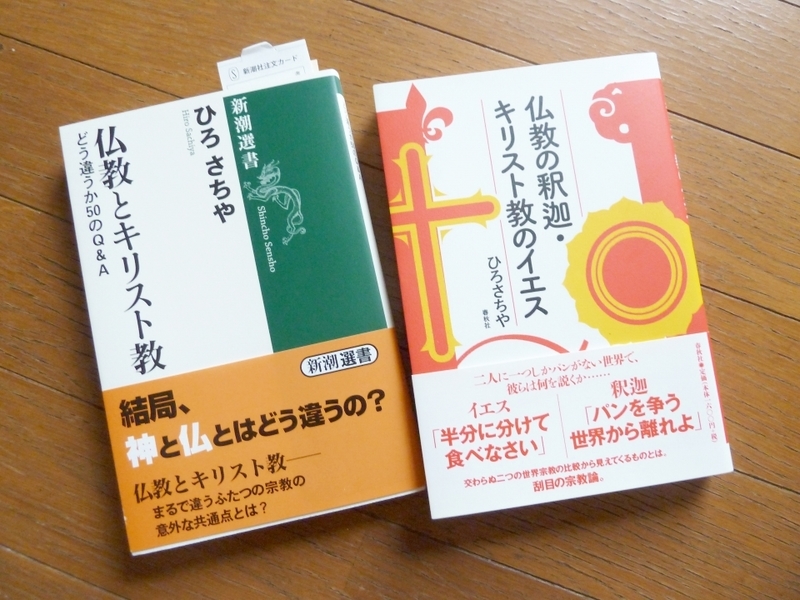 新潮社注文カード
新潮選書
Shincho Sensho
ひろ さちや
Hiro Sachiya
仏教とキリスト教
どう違うか50のQ&A
新潮選書
結局、
神と仏とはどう違うの?
仏教とキリスト教──
まるで違うふたつの宗教の
意外な共通点とは?
仏教の釈迦・
キリスト教のイエス
ひろさちや
春秋社
二人に一つしかパンがない世界で、
彼らは何を説くか……
イエス
「半分に分けて
食べなさい」
釈迦
「パンを争う
世界から離れよ」
交わらぬ二つの世界宗教の比較から見えてくるものとは。
刮目の宗教論。
春秋社